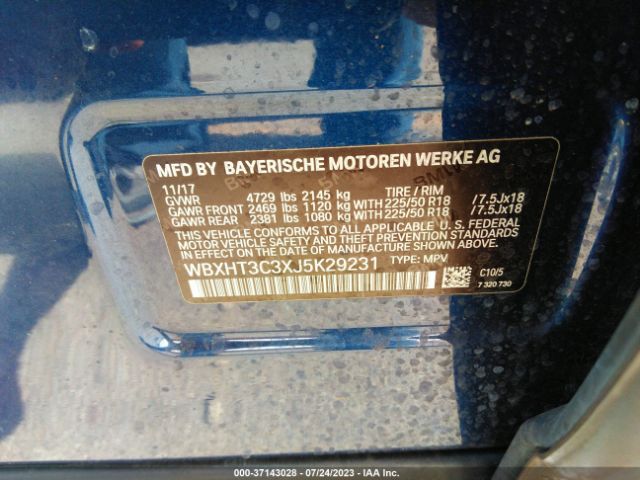 MFD BY BAYERISCHE MOTOREN WERKE AG
11/17
GVWR 4729 lbs 2145 kg TIRE / RIM
GAWR FRONT 2469 lbs 1120 kg WITH 225/50 R18 / 7.5Jx18
GAWR REAR 2381 lbs 1080 kg WITH 225/50 R18 / 7.5Jx18
THIS VEHICLE CONFORMS TO ALL APPLICABLE U. S. FEDERAL
MOTOR VEHICLE SAFETY, BUMPER, AND THEFT PREVENTION
STANDARDS IN EFFECT ON THE DATE OF MANUFACTURE
SHOWN ABOVE.
WBXHT3C3XJ5K29231 TYPE: MPV
C10/5
7 320 730
000-37143028 - 07/24/2023 - IAA Inc.